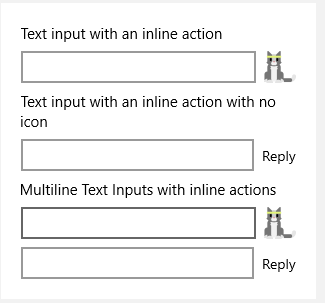 Text input with an inline action
Text input with an inline action with no
icon
Reply
Multiline Text Inputs with inline actions
Reply